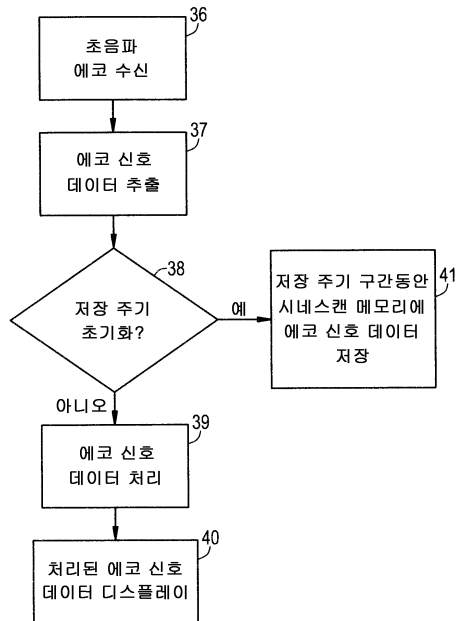 36
초음파
에코 수신
37
에코 신호
데이터 추출
38
저장 주기
초기화?
예
41
저장 주기 구간동안
시네스캔 메모리에
에코 신호 데이터
저장
아니오
39
에코 신호
데이터 처리
40
처리된 에코 신호
데이터 디스플레이